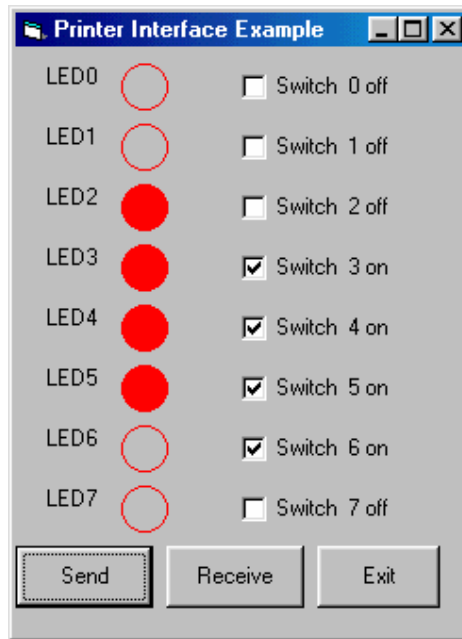 Printer Interface Example
LED0 Switch 0 off
LED1 Switch 1 off
LED2 Switch 2 off
LED3 Switch 3 on
LED4 Switch 4 on
LED5 Switch 5 on
LED6 Switch 6 on
LED7 Switch 7 off
Send Receive Exit